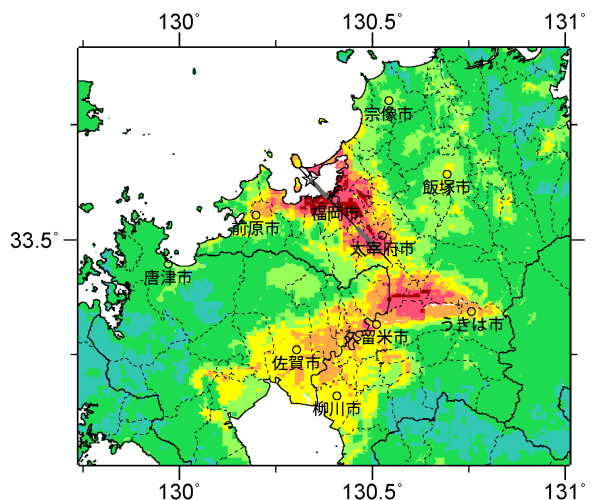 130° 130.5° 131°
宗像市
飯塚市
福岡市
前原市
33.5° 太宰府市
唐津市
うきは市
久留米市
佐賀市
柳川市
130° 130.5° 131°